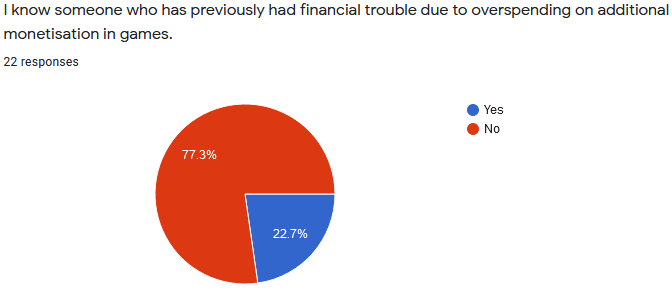 I know someone who has previously had financial trouble due to overspending on additional
monetisation in games.
22 responses
Yes
No
77.3%
22.7%